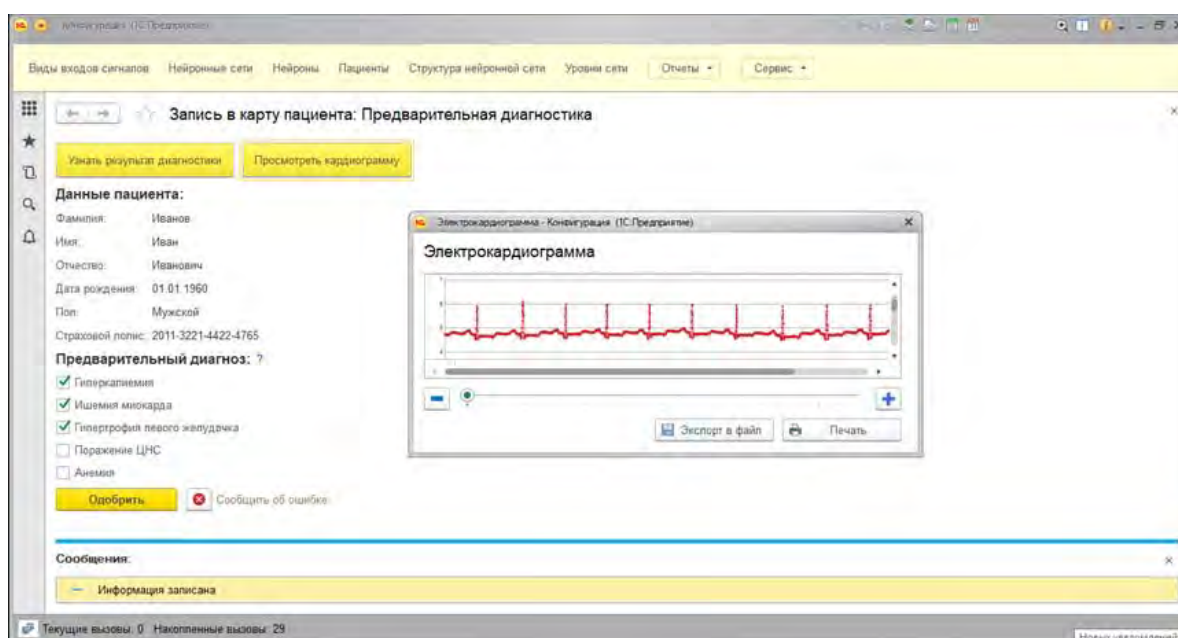 Конфигурация (1С:Предприятие)
Виды входов сигналов Нейронные сети Нейроны Пациенты Структура нейронной сети Уровни сети Отчеты Сервис
Запись в карту пациента: Предварительная диагностика
Узнать результат диагностики Просмотреть кардиограмму
Данные пациента:
Фамилия: Иванов
Имя: Иван
Отчество: Иванович
Дата рождения: 01.01.1960
Пол: Мужской
Страховой полис: 2011-3221-4422-4765
Предварительный диагноз: ?
Гиперкалиемия
Ишемия миокарда
Гипертрофия левого желудочка
Поражение ЦНС
Анемия
Одобрить Сообщить об ошибке
Электрокардиограмма - Конфигурация (1С:Предприятие)
Электрокардиограмма
Экспорт в файл Печать
Сообщения:
Информация записана
Текущие вызовы: 0 Накопленные вызовы: 29